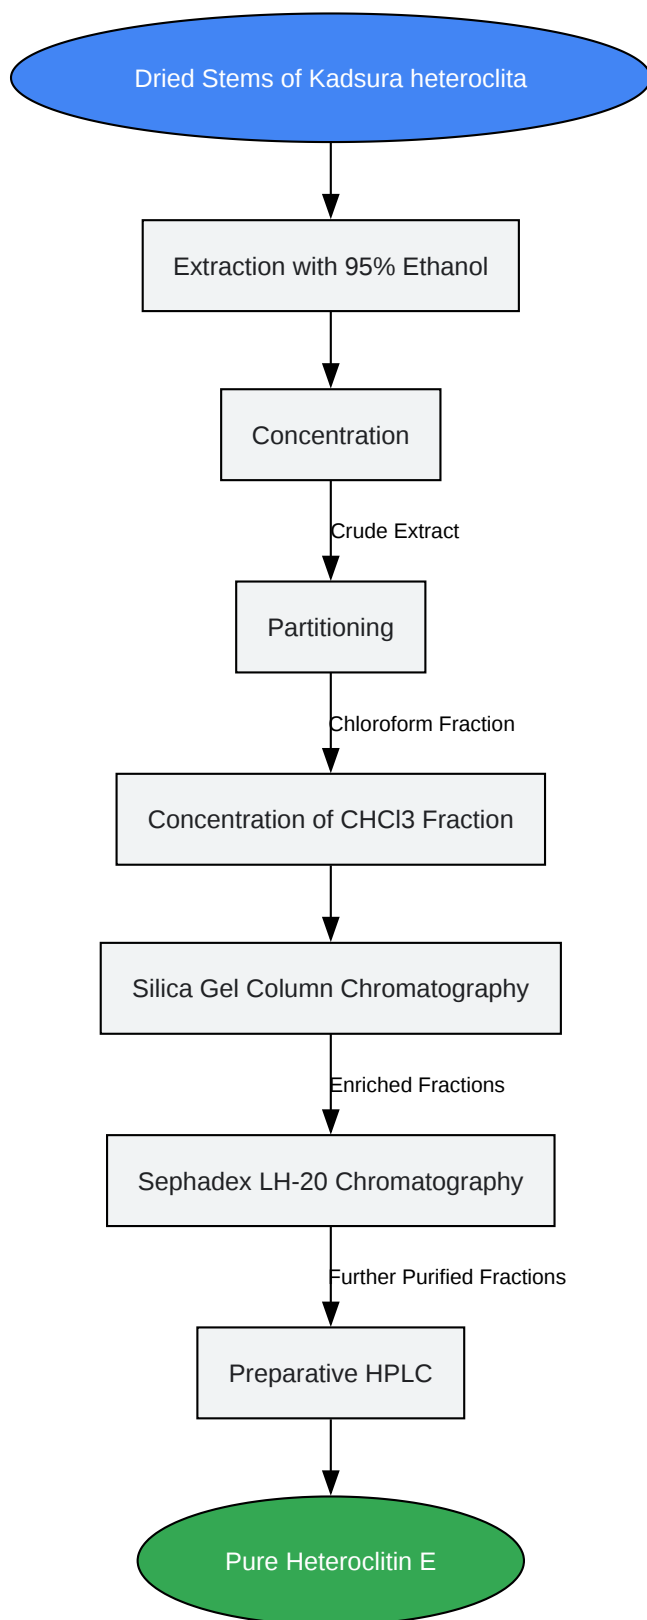 Dried Stems of Kadsura heteroclita
Extraction with 95% Ethanol
Concentration
Crude Extract
Partitioning
Chloroform Fraction
Concentration of CHCl3 Fraction
Silica Gel Column Chromatography
Enriched Fractions
Sephadex LH-20 Chromatography
Further Purified Fractions
Preparative HPLC
Pure Heteroclitin E